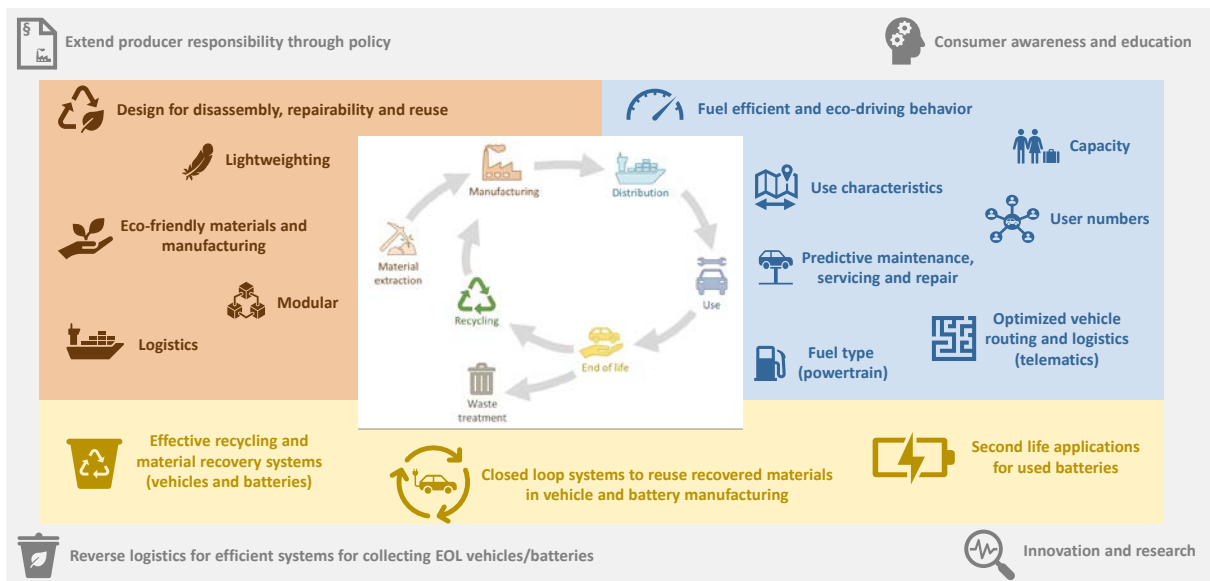 §
Extend producer responsibility through policy
Consumer awareness and education
Design for disassembly, repairability and reuse
Lightweighting
Eco-friendly materials and
manufacturing
Modular
Logistics
Fuel efficient and eco-driving behavior
Capacity
Use characteristics
User numbers
Predictive maintenance,
servicing and repair
Optimized vehicle
routing and logistics
(telematics)
Fuel type
(powertrain)
Manufacturing
Distribution
Material
extraction
Use
Recycling
End of life
Waste
treatment
Effective recycling and
material recovery systems
(vehicles and batteries)
Closed loop systems to reuse recovered materials
in vehicle and battery manufacturing
Second life applications
for used batteries
Reverse logistics for efficient systems for collecting EOL vehicles/batteries
Innovation and research